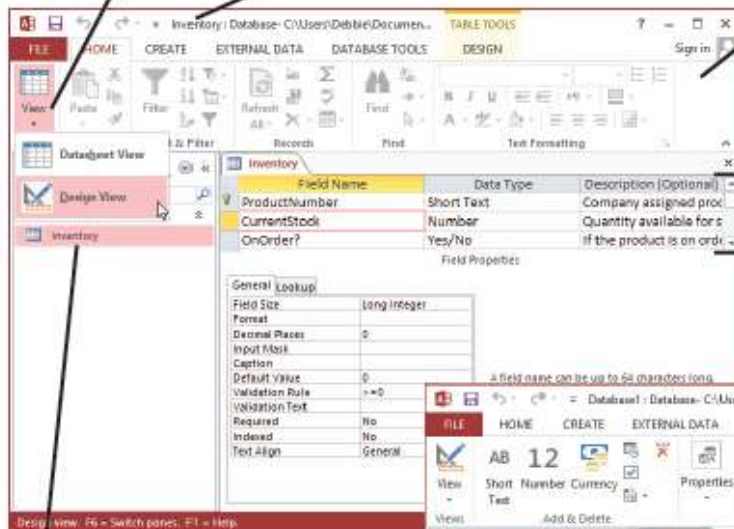 Inventory : Database- C:\Users\Debbie\Documen... TABLE TOOLS ? – □ ×
FILE HOME CREATE EXTERNAL DATA DATABASE TOOLS DESIGN Sign in
View Paste Filter Refresh All Find
& Filter Records Find Text Formatting
Datasheet View
Design View
Inventory
Inventory
Field Name Data Type Description (Optional)
ProductNumber Short Text Company assigned proc
CurrentStock Number Quantity available for s
OnOrder? Yes/No If the product is on orde
Field Properties
General Lookup
Field Size Long Integer
Format
Decimal Places 0
Input Mask
Caption
Default Value 0
Validation Rule >=0
Validation Text
Required No
Indexed No
Text Align General
A field name can be up to 64 characters long,
Database1 : Database- C:\Use
FILE HOME CREATE EXTERNAL DATA
AB 12
View Short Text Number Currency Properties
Views Add & Delete
Design View. F6 = Switch panes. F1 = Help.